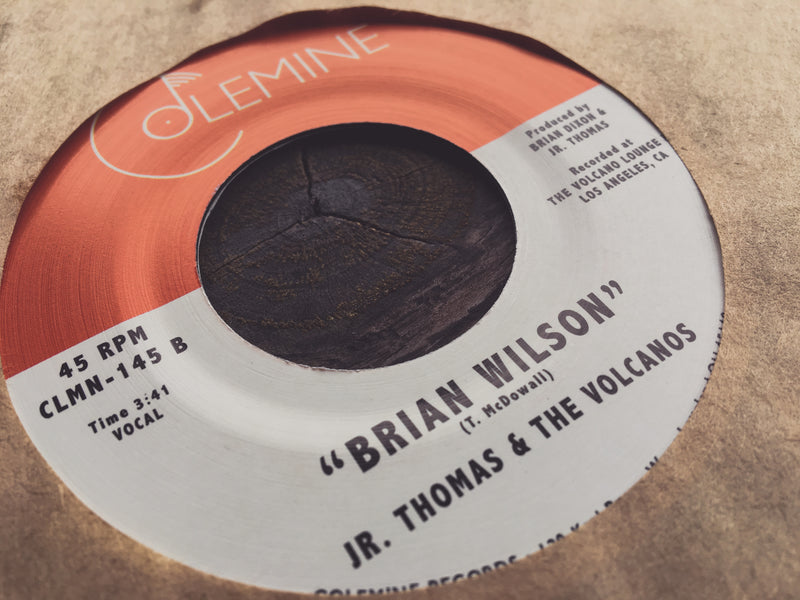 COLEMINE
Produced by
BRIAN DIXON &
JR. THOMAS
Recorded at
THE VOLCANO LOUNGE
LOS ANGELES, CA
45 RPM
CLMN-145 B
Time 3:41
VOCAL
"BRIAN WILSON"
(T. McDowall)
JR. THOMAS & THE VOLCANOS
COLEMINE RECORDS